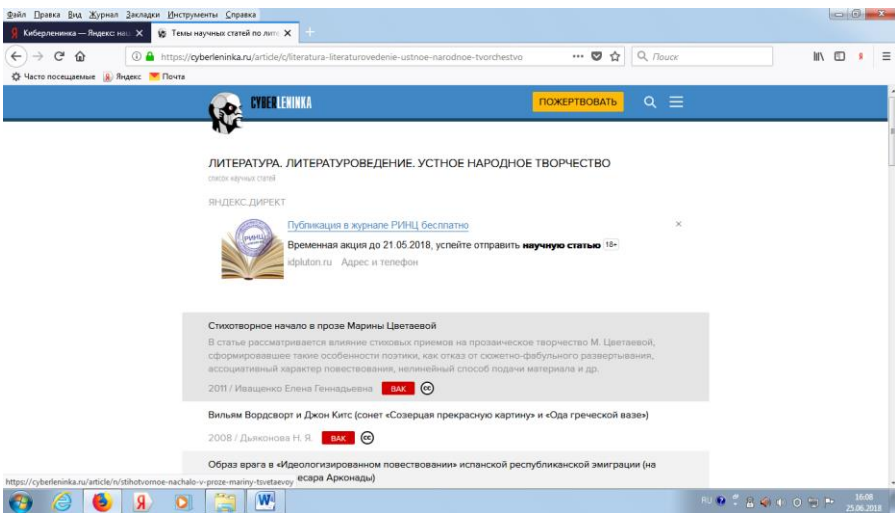 Файл Правка Вид Журнал Закладки Инструменты Справка
Киберленинка — Яндекс наш
Темы научных статей по лите
https://cyberleninka.ru/article/c/literatura-literaturovedenie-ustnoe-narodnoe-tvorchestvo
Поиск
Часто посещаемые Яндекс Почта
CYBERLENINKA
ПОЖЕРТВОВАТЬ
ЛИТЕРАТУРА. ЛИТЕРАТУРОВЕДЕНИЕ. УСТНОЕ НАРОДНОЕ ТВОРЧЕСТВО
список научных статей
ЯНДЕКС.ДИРЕКТ
РИНЦ
Публикация в журнале РИНЦ бесплатно
Временная акция до 21.05.2018, успейте отправить научную статью 18+
idpluton.ru Адрес и телефон
Стихотворное начало в прозе Марины Цветаевой
В статье рассматривается влияние стиховых приемов на прозаическое творчество М. Цветаевой,
сформировавшее такие особенности поэтики, как отказ от сюжетно-фабульного развертывания,
ассоциативный характер повествования, нелинейный способ подачи материала и др.
2011 / Иващенко Елена Геннадьевна ВАК cc
Вильям Вордсворт и Джон Китс (сонет «Созерцая прекрасную картину» и «Ода греческой вазе»)
2008 / Дьяконова Н. Я. ВАК cc
Образ врага в «Идеологизированном повествовании» испанской республиканской эмиграции (на
есара Арконады)
https://cyberleninka.ru/article/n/stihotvornoe-nachalo-v-proze-mariny-tsvetaevoy
RU
16:08
25.06.2018